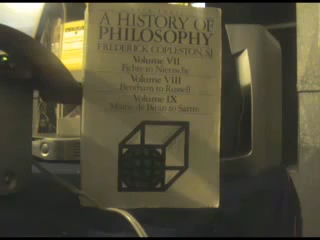 A HISTORY OF
PHILOSOPHY
FREDERICK COPLESTON, S.J.
Volume VII
Fichte to Nietzsche
Volume VIII
Bentham to Russell
Volume IX
Maine de Biran to Sartre